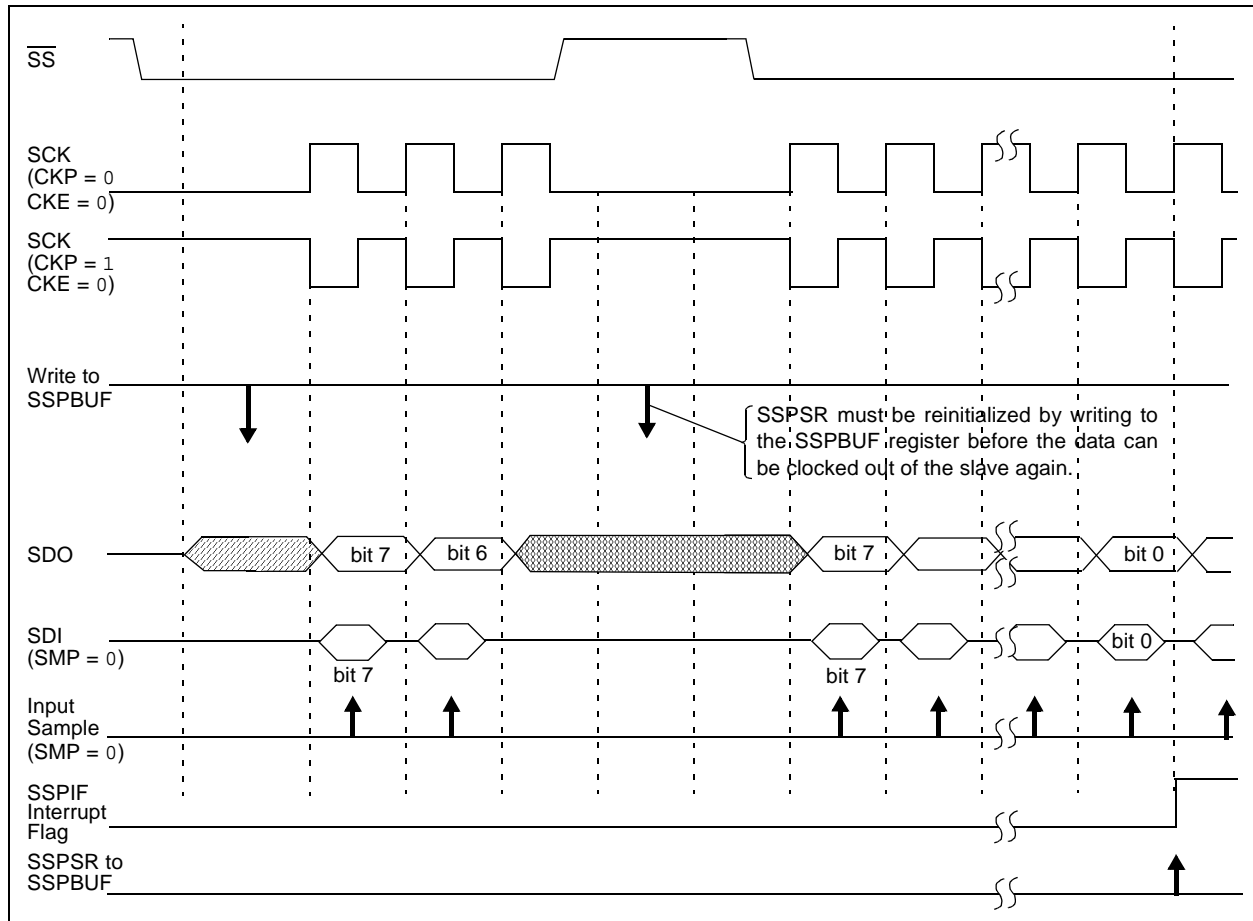 SS
SCK
(CKP = 0
CKE = 0)
SCK
(CKP = 1
CKE = 0)
Write to
SSPBUF
SSPSR must be reinitialized by writing to
the SSPBUF register before the data can
be clocked out of the slave again.
SDO
bit 7
bit 6
bit 7
bit 0
SDI
(SMP = 0)
bit 7
bit 7
bit 0
Input
Sample
(SMP = 0)
SSPIF
Interrupt
Flag
SSPSR to
SSPBUF